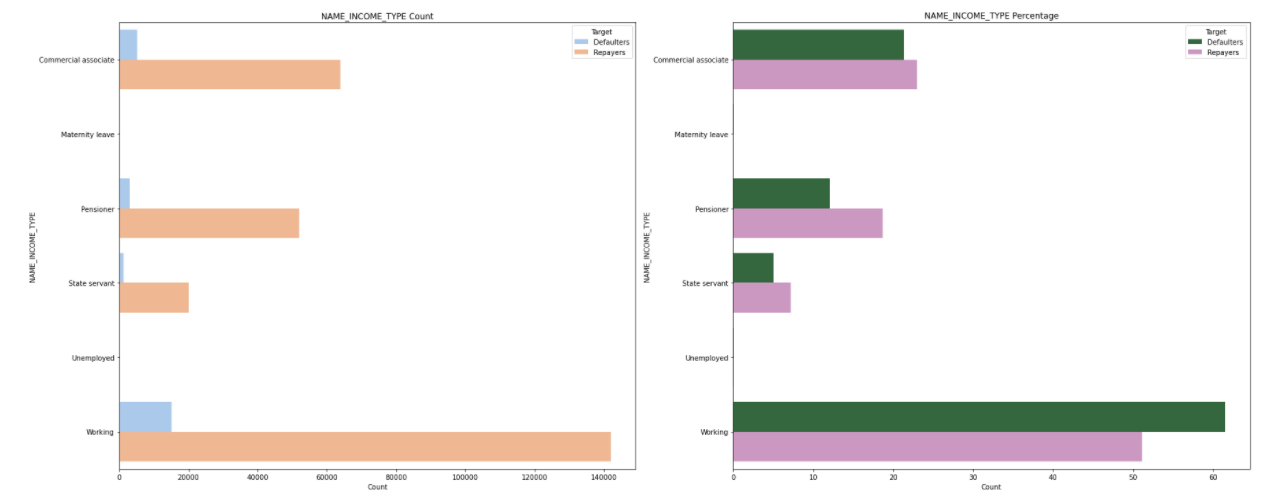 NAME_INCOME_TYPE Count
Target
Defaulters
Repayers
Commercial associate
Maternity leave
Pensioner
State servant
Unemployed
Working
NAME_INCOME_TYPE
0 20000 40000 60000 80000 100000 120000 140000
Count
NAME_INCOME_TYPE Percentage
Target
Defaulters
Repayers
Commercial associate
Maternity leave
Pensioner
State servant
Unemployed
Working
NAME_INCOME_TYPE
0 10 20 30 40 50 60
Count